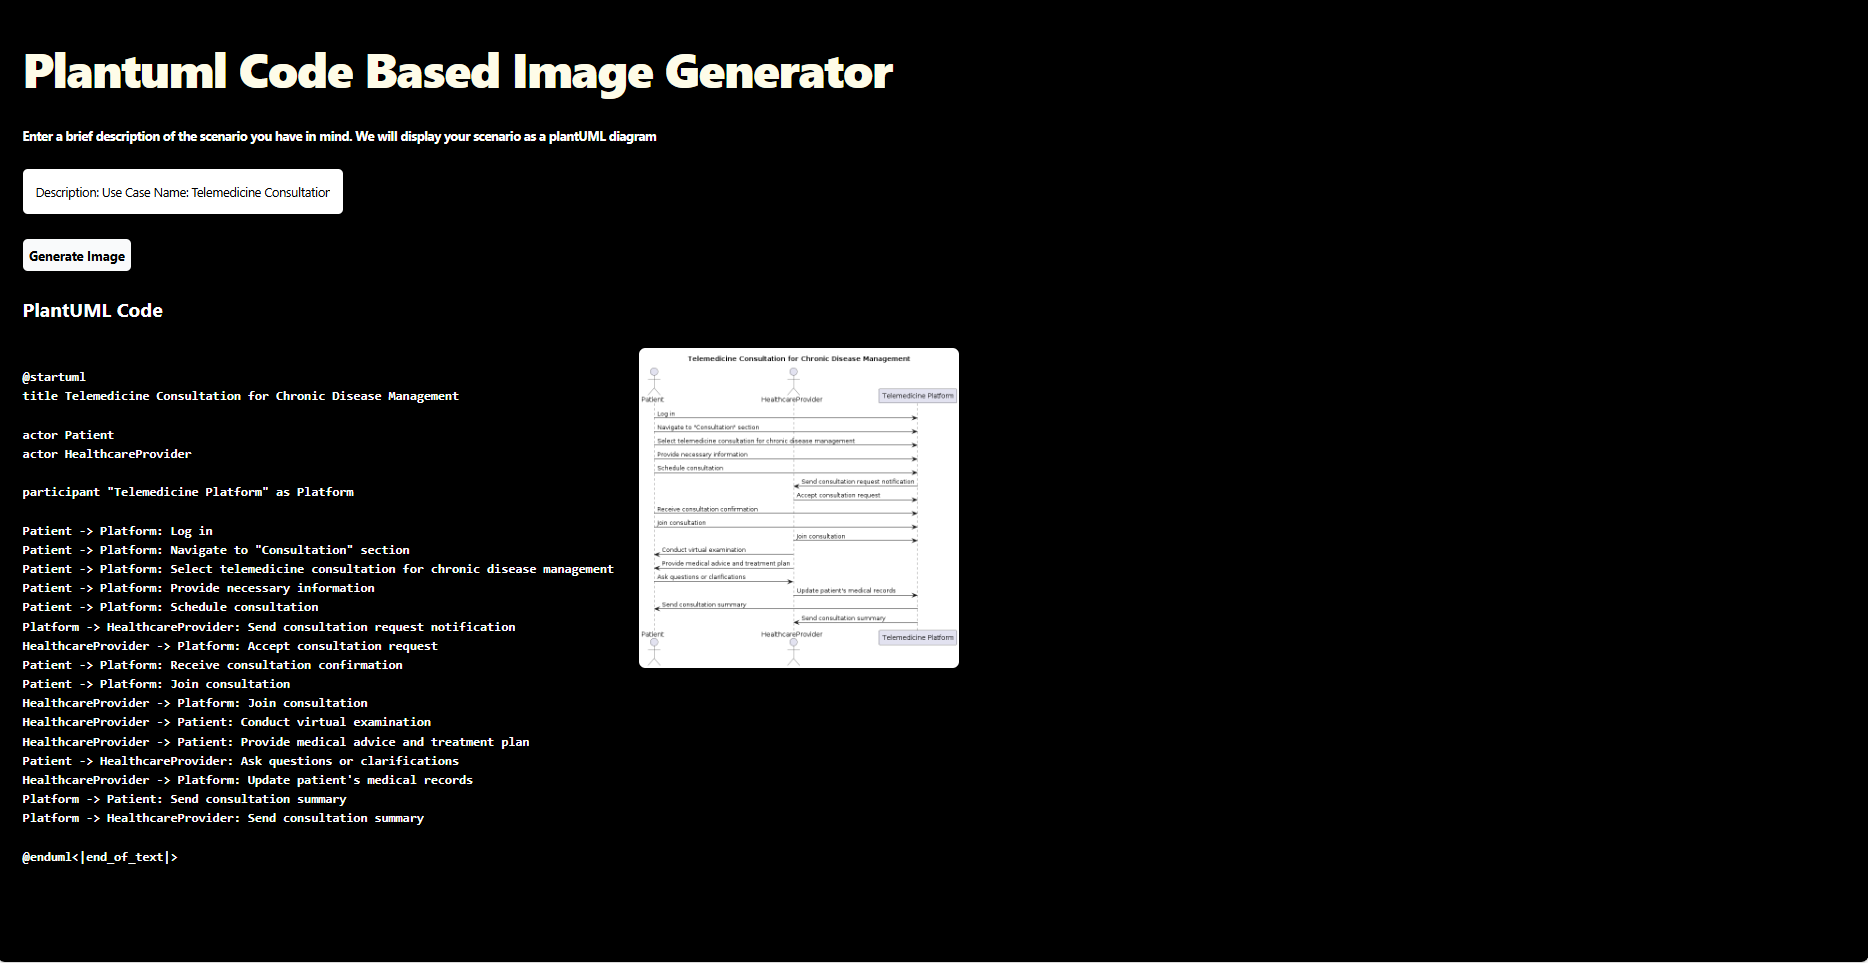 Plantuml Code Based Image Generator
Enter a brief description of the scenario you have in mind. We will display your scenario as a plantUML diagram
Description: Use Case Name: Telemedicine Consultation
Generate Image
PlantUML Code
@startuml
title Telemedicine Consultation for Chronic Disease Management
actor Patient
actor HealthcareProvider
participant "Telemedicine Platform" as Platform
Patient -> Platform: Log in
Patient -> Platform: Navigate to "Consultation" section
Patient -> Platform: Select telemedicine consultation for chronic disease management
Patient -> Platform: Provide necessary information
Patient -> Platform: Schedule consultation
Platform -> HealthcareProvider: Send consultation request notification
HealthcareProvider -> Platform: Accept consultation request
Patient -> Platform: Receive consultation confirmation
Patient -> Platform: Join consultation
HealthcareProvider -> Platform: Join consultation
HealthcareProvider -> Patient: Conduct virtual examination
HealthcareProvider -> Patient: Provide medical advice and treatment plan
Patient -> HealthcareProvider: Ask questions or clarifications
HealthcareProvider -> Platform: Update patient's medical records
Platform -> Patient: Send consultation summary
Platform -> HealthcareProvider: Send consultation summary
@enduml<|end_of_text|>
Telemedicine Consultation for Chronic Disease Management
Patient HealthcareProvider Telemedicine Platform
Log in
Navigate to "Consultation" section
Select telemedicine consultation for chronic disease management
Provide necessary information
Schedule consultation
Send consultation request notification
Accept consultation request
Receive consultation confirmation
Join consultation
Join consultation
Conduct virtual examination
Provide medical advice and treatment plan
Ask questions or clarifications
Update patient's medical records
Send consultation summary
Send consultation summary
Patient HealthcareProvider Telemedicine Platform